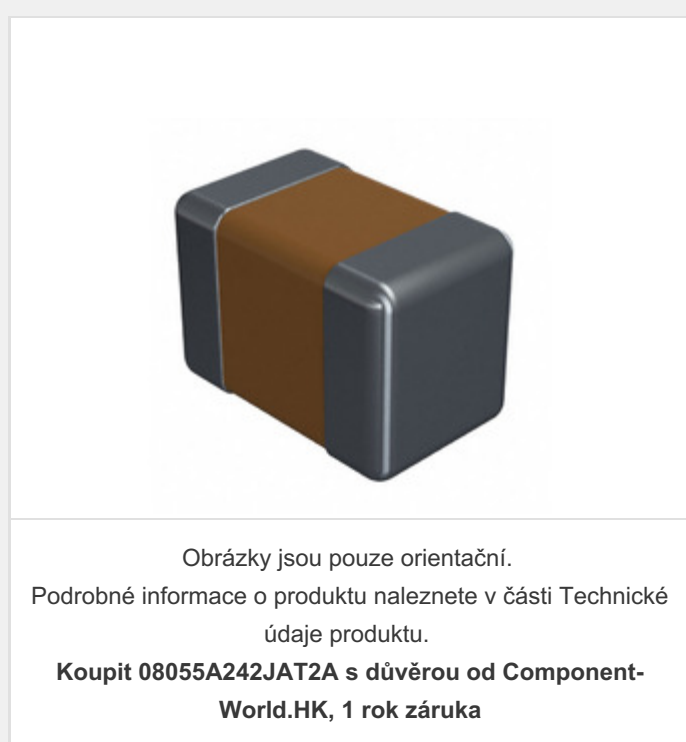 Obrázky jsou pouze orientační.
Podrobné informace o produktu naleznete v části Technické
údaje produktu.
Koupit 08055A242JAT2A s důvěrou od Component-
World.HK, 1 rok záruka